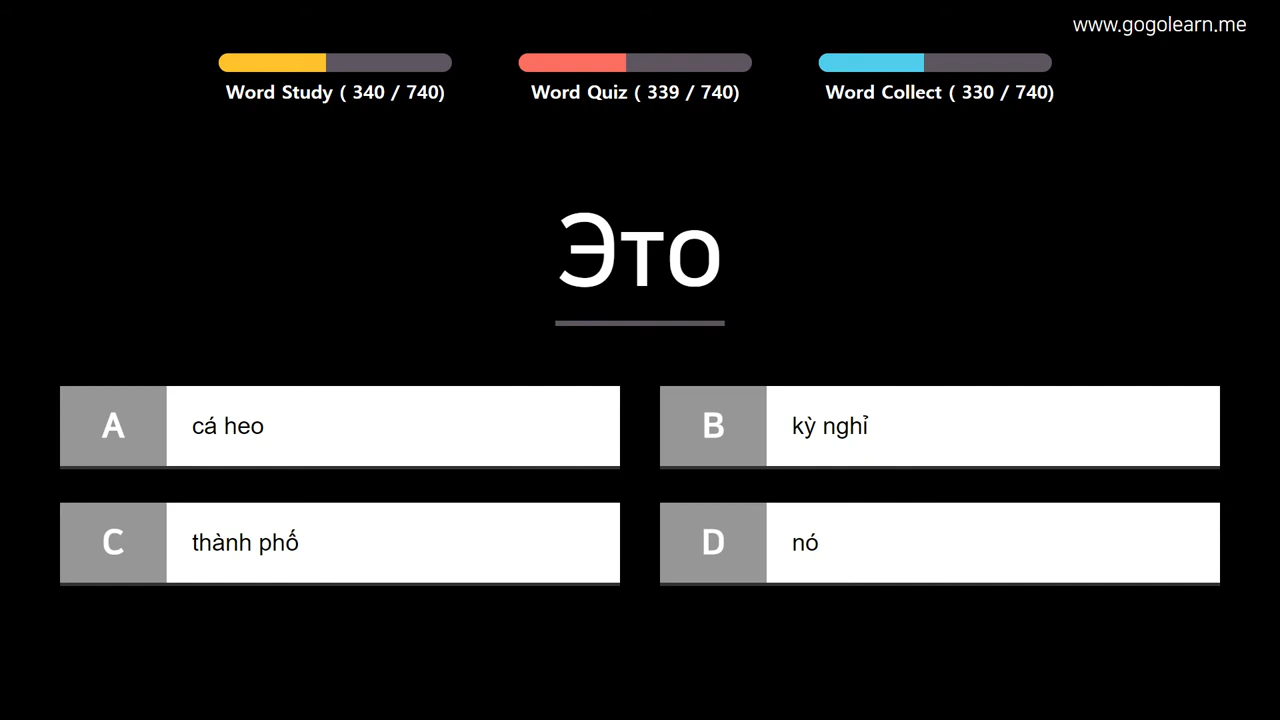 www.gogolearn.me
Word Study ( 340 / 740)
Word Quiz ( 339 / 740)
Word Collect ( 330 / 740)
Это
A cá heo
B kỳ nghỉ
C thành phố
D nó